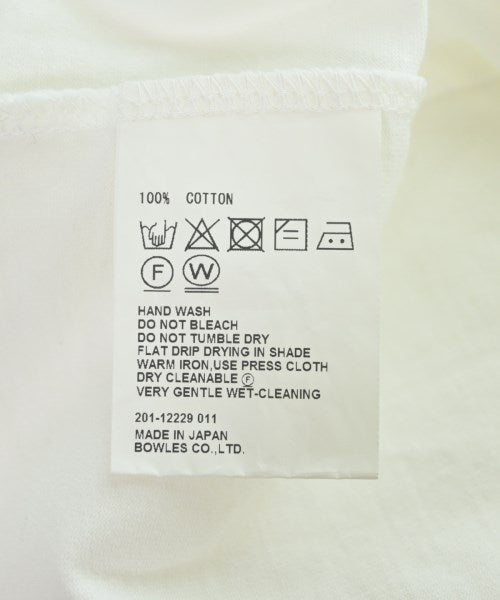 100% COTTON
F W
HAND WASH
DO NOT BLEACH
DO NOT TUMBLE DRY
FLAT DRIP DRYING IN SHADE
WARM IRON,USE PRESS CLOTH
DRY CLEANABLE Ⓕ
VERY GENTLE WET-CLEANING
201-12229 011
MADE IN JAPAN
BOWLES CO.,LTD.